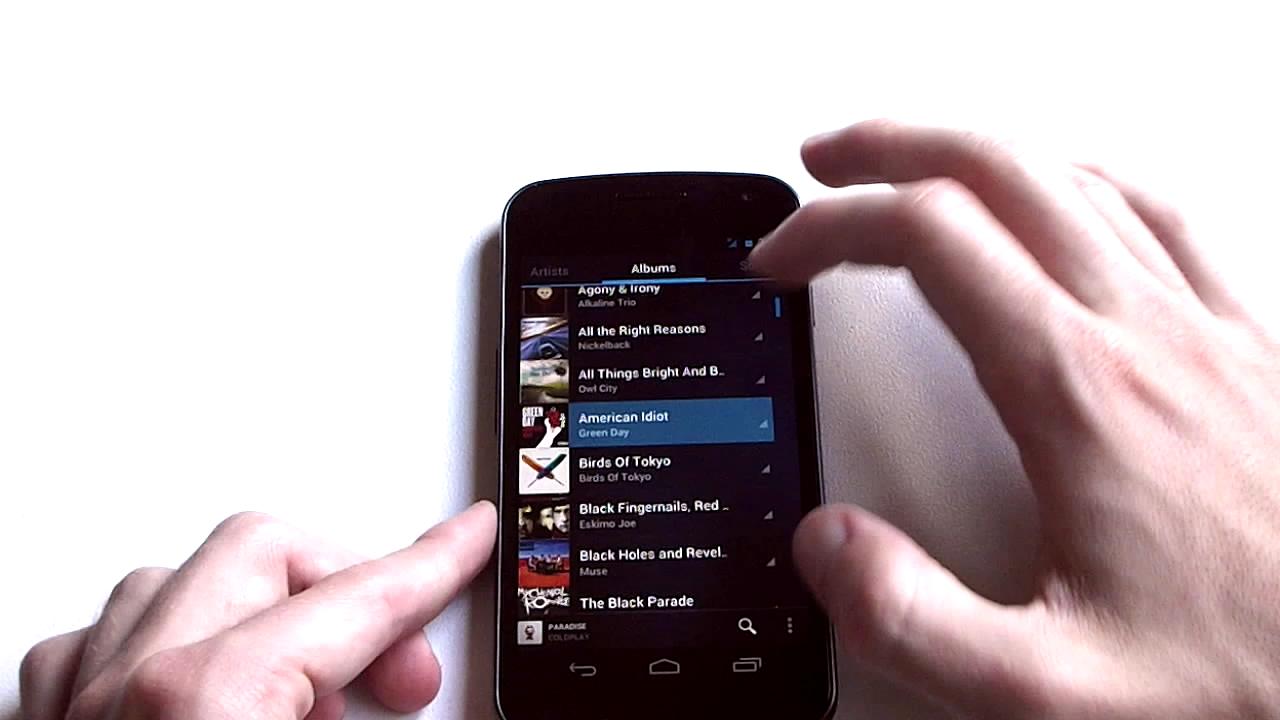 Artists Albums
Agony & Irony
Alkaline Trio
All the Right Reasons
Nickelback
All Things Bright And B..
Owl City
GREEN DAY
American Idiot
Green Day
Birds Of Tokyo
Birds Of Tokyo
Black Fingernails, Red ..
Eskimo Joe
Black Holes and Revel..
Muse
The Black Parade
PARADISE
COLDPLAY